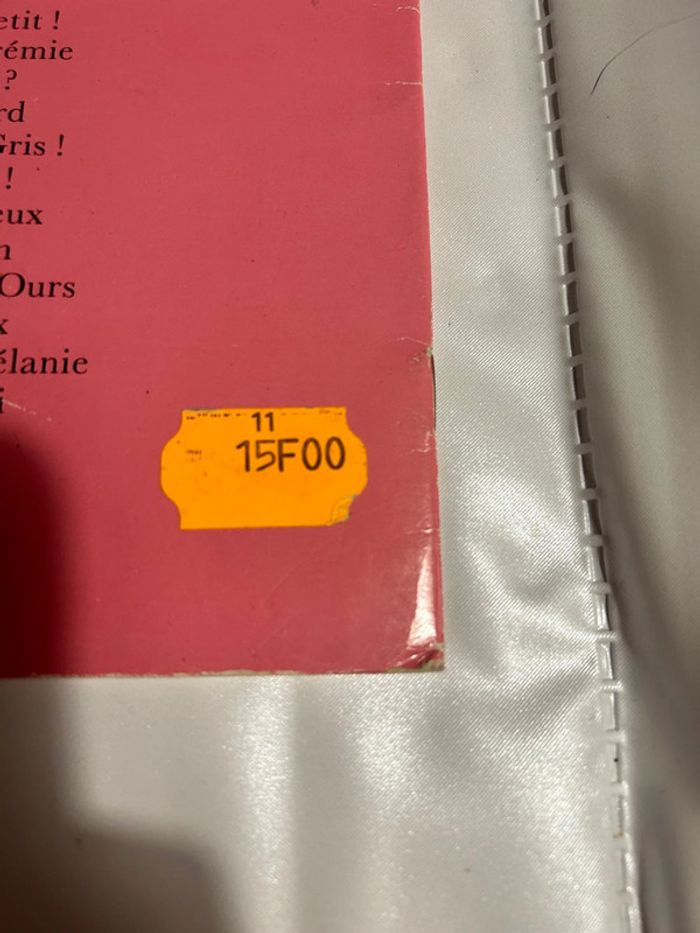 etit !
rémie
?
rd
Gris !
!
eux
n
Ours
x
élanie
i
11
15F00